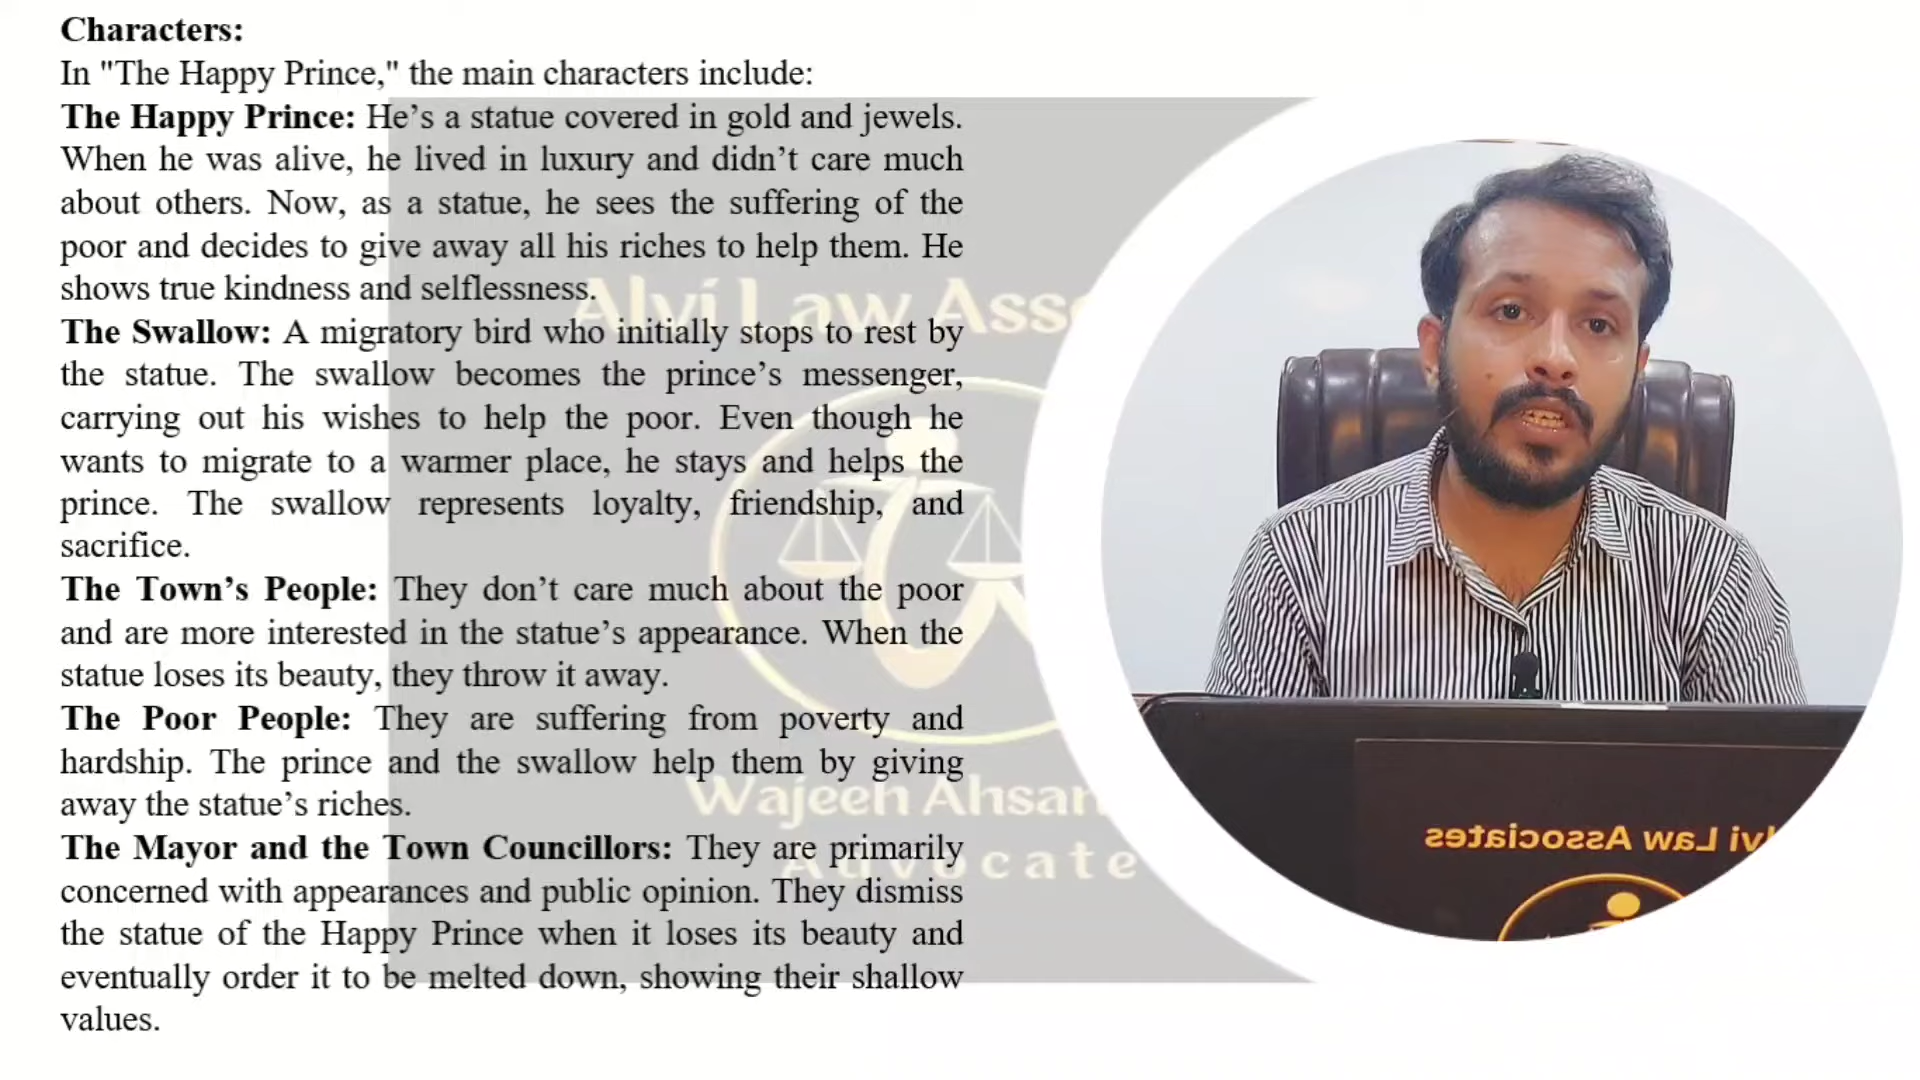 Characters:
In "The Happy Prince," the main characters include:
The Happy Prince: He’s a statue covered in gold and jewels.
When he was alive, he lived in luxury and didn’t care much
about others. Now, as a statue, he sees the suffering of the
poor and decides to give away all his riches to help them. He
shows true kindness and selflessness.
The Swallow: A migratory bird who initially stops to rest by
the statue. The swallow becomes the prince’s messenger,
carrying out his wishes to help the poor. Even though he
wants to migrate to a warmer place, he stays and helps the
prince. The swallow represents loyalty, friendship, and
sacrifice.
The Town’s People: They don’t care much about the poor
and are more interested in the statue’s appearance. When the
statue loses its beauty, they throw it away.
The Poor People: They are suffering from poverty and
hardship. The prince and the swallow help them by giving
away the statue’s riches.
The Mayor and the Town Councillors: They are primarily
concerned with appearances and public opinion. They dismiss
the statue of the Happy Prince when it loses its beauty and
eventually order it to be melted down, showing their shallow
values.
Alvi Law
Wajeeh Ahsan
Advocate
Law Associates